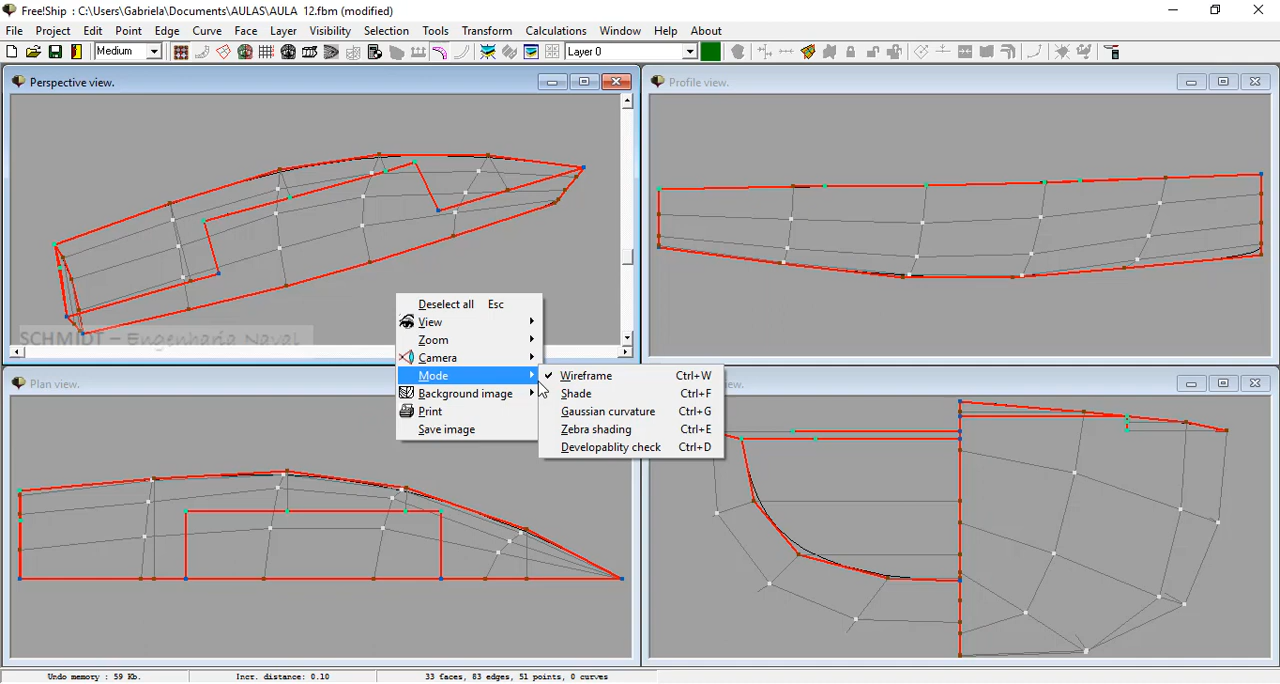 Free!Ship : C:\Users\Gabriela\Documents\AULAS\AULA 12.fbm (modified)
File Project Edit Point Edge Curve Face Layer Visibility Selection Tools Transform Calculations Window Help About
Medium Layer 0
Perspective view.
Profile view.
SCHMIDT – Engenharia Naval
Deselect all Esc
View
Zoom
Camera
Mode
Background image
Print
Save image
Wireframe Ctrl+W
Shade Ctrl+F
Gaussian curvature Ctrl+G
Zebra shading Ctrl+E
Developablity check Ctrl+D
Plan view.
ew.
Undo memory : 59 Kb. Incr. distance: 0.10 33 faces, 83 edges, 51 points, 0 curves